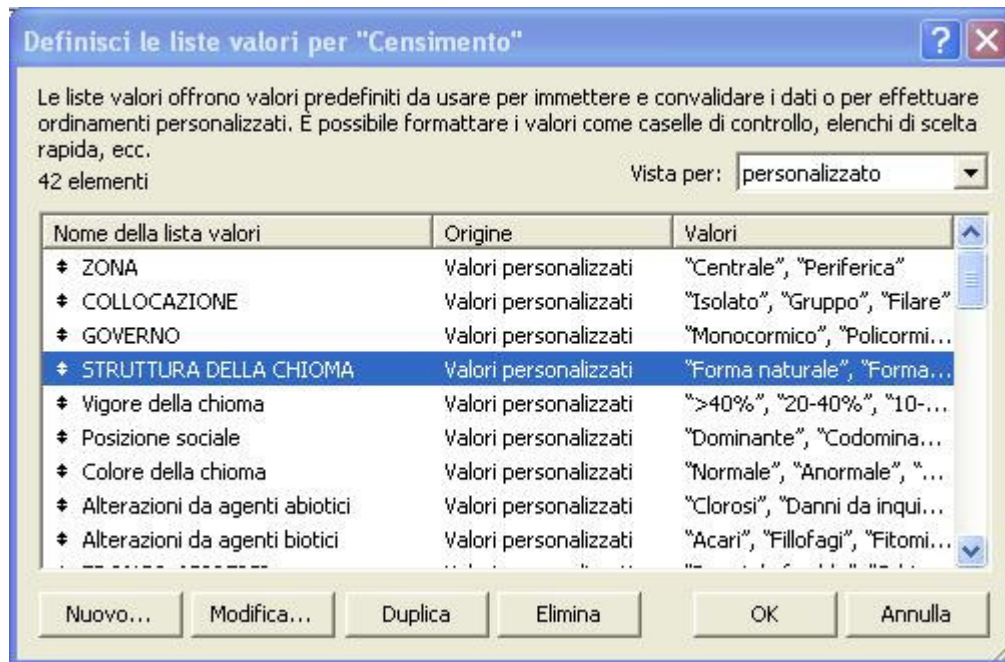 Definisci le liste valori per "Censimento"
Le liste valori offrono valori predefiniti da usare per immettere e convalidare i dati o per effettuare
ordinamenti personalizzati. È possibile formattare i valori come caselle di controllo, elenchi di scelta
rapida, ecc.
42 elementi Vista per: personalizzato
Nome della lista valori Origine Valori
ZONA Valori personalizzati “Centrale”, “Periferica”
COLLOCAZIONE Valori personalizzati “Isolato”, “Gruppo”, “Filare”
GOVERNO Valori personalizzati “Monocormico”, “Policormi...
STRUTTURA DELLA CHIOMA Valori personalizzati “Forma naturale”, “Forma...
Vigore della chioma Valori personalizzati “>40%”, “20-40%”, “10-...
Posizione sociale Valori personalizzati “Dominante”, “Codomina...
Colore della chioma Valori personalizzati “Normale”, “Anormale”, “...
Alterazioni da agenti abiotici Valori personalizzati “Clorosi”, “Danni da inqui...
Alterazioni da agenti biotici Valori personalizzati “Acari”, “Fillofagi”, “Fitomi...
Nuovo... Modifica... Duplica Elimina OK Annulla